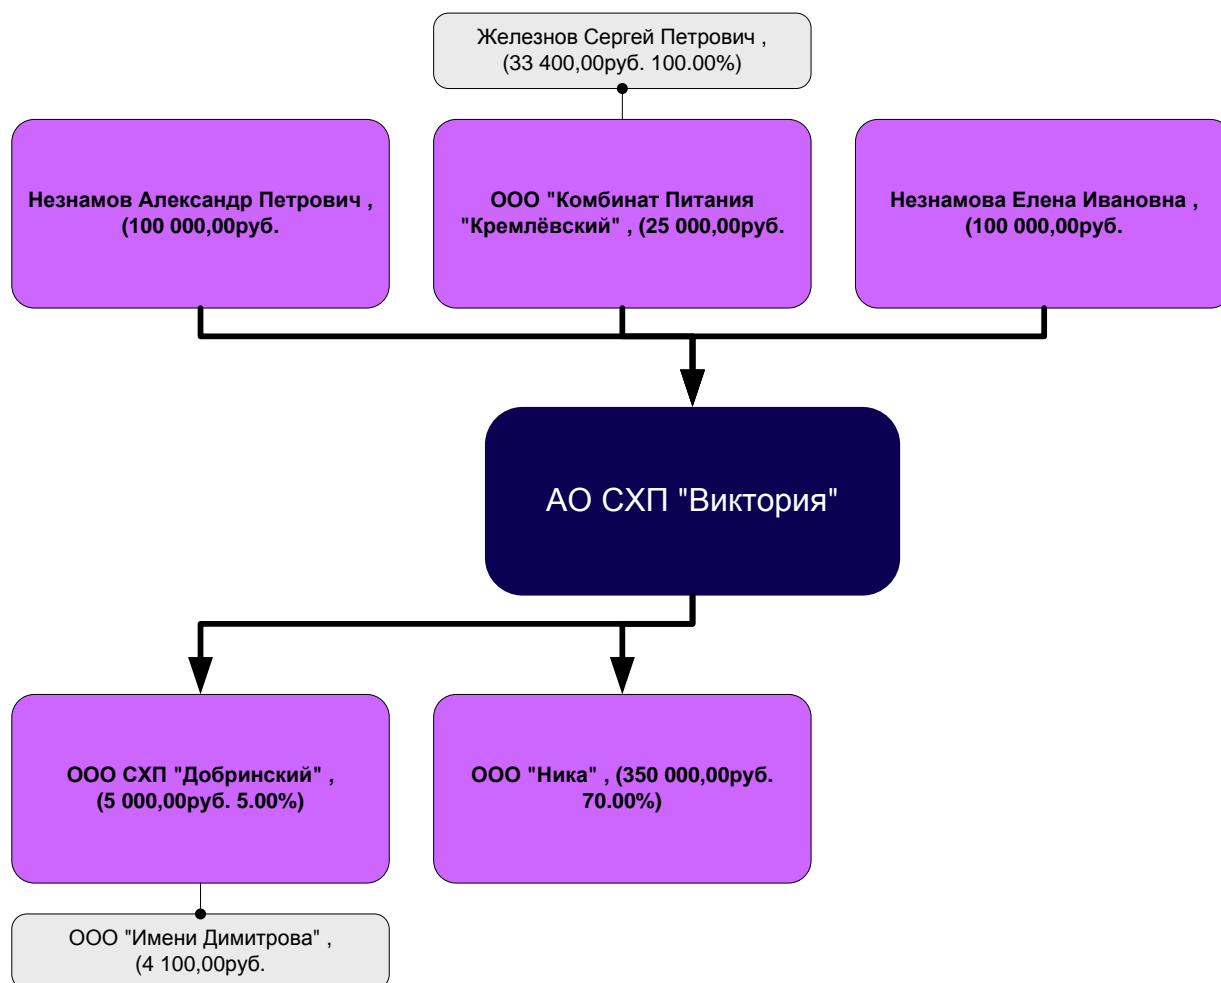 Железнов Сергей Петрович ,
(33 400,00руб. 100.00%)
Незнамов Александр Петрович ,
(100 000,00руб.
ООО "Комбинат Питания
"Кремлёвский" , (25 000,00руб.
Незнамова Елена Ивановна ,
(100 000,00руб.
АО СХП "Виктория"
ООО СХП "Добринский" ,
(5 000,00руб. 5.00%)
ООО "Ника" , (350 000,00руб.
70.00%)
ООО "Имени Димитрова" ,
(4 100,00руб.